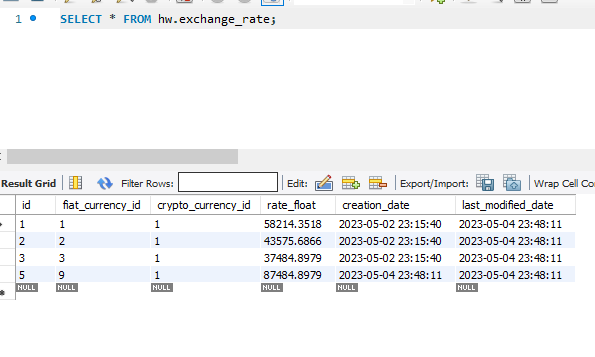 1 SELECT * FROM hw.exchange_rate;
Result Grid Filter Rows: Edit: Export/Import: Wrap Cell Co
id fiat_currency_id crypto_currency_id rate_float creation_date last_modified_date
1 1 1 58214.3518 2023-05-02 23:15:40 2023-05-04 23:48:11
2 2 1 43575.6866 2023-05-02 23:15:40 2023-05-04 23:48:11
3 3 1 37484.8979 2023-05-02 23:15:40 2023-05-04 23:48:11
5 9 1 87484.8979 2023-05-04 23:48:11 2023-05-04 23:48:11
NULL NULL NULL NULL NULL NULL